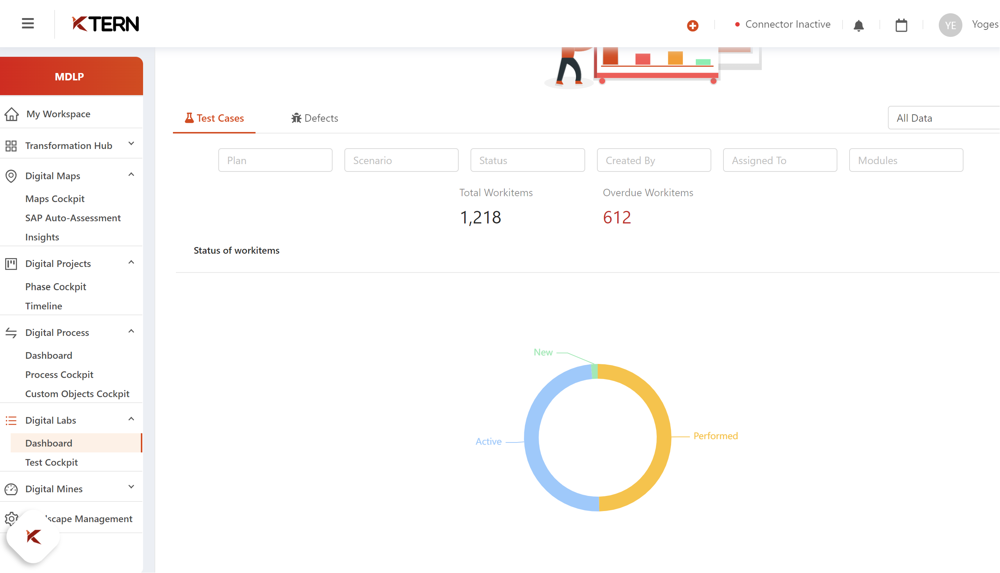 KTERN
Connector Inactive
YE
Yoges
MDLP
My Workspace
Transformation Hub
Digital Maps
Maps Cockpit
SAP Auto-Assessment
Insights
Digital Projects
Phase Cockpit
Timeline
Digital Process
Dashboard
Process Cockpit
Custom Objects Cockpit
Digital Labs
Dashboard
Test Cockpit
Digital Mines
scape Management
Test Cases
Defects
All Data
Plan
Scenario
Status
Created By
Assigned To
Modules
Total Workitems
1,218
Overdue Workitems
612
Status of workitems
New
Active
Performed